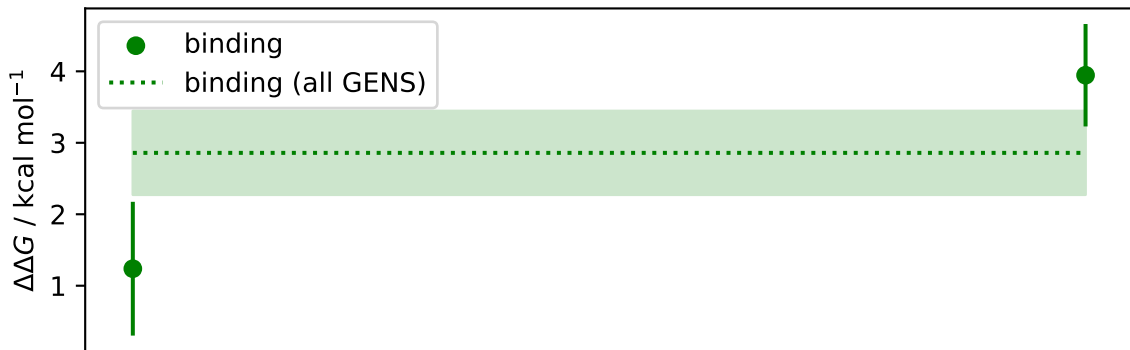 binding
binding (all GENS)
ΔΔG / kcal mol⁻¹
4
3
2
1